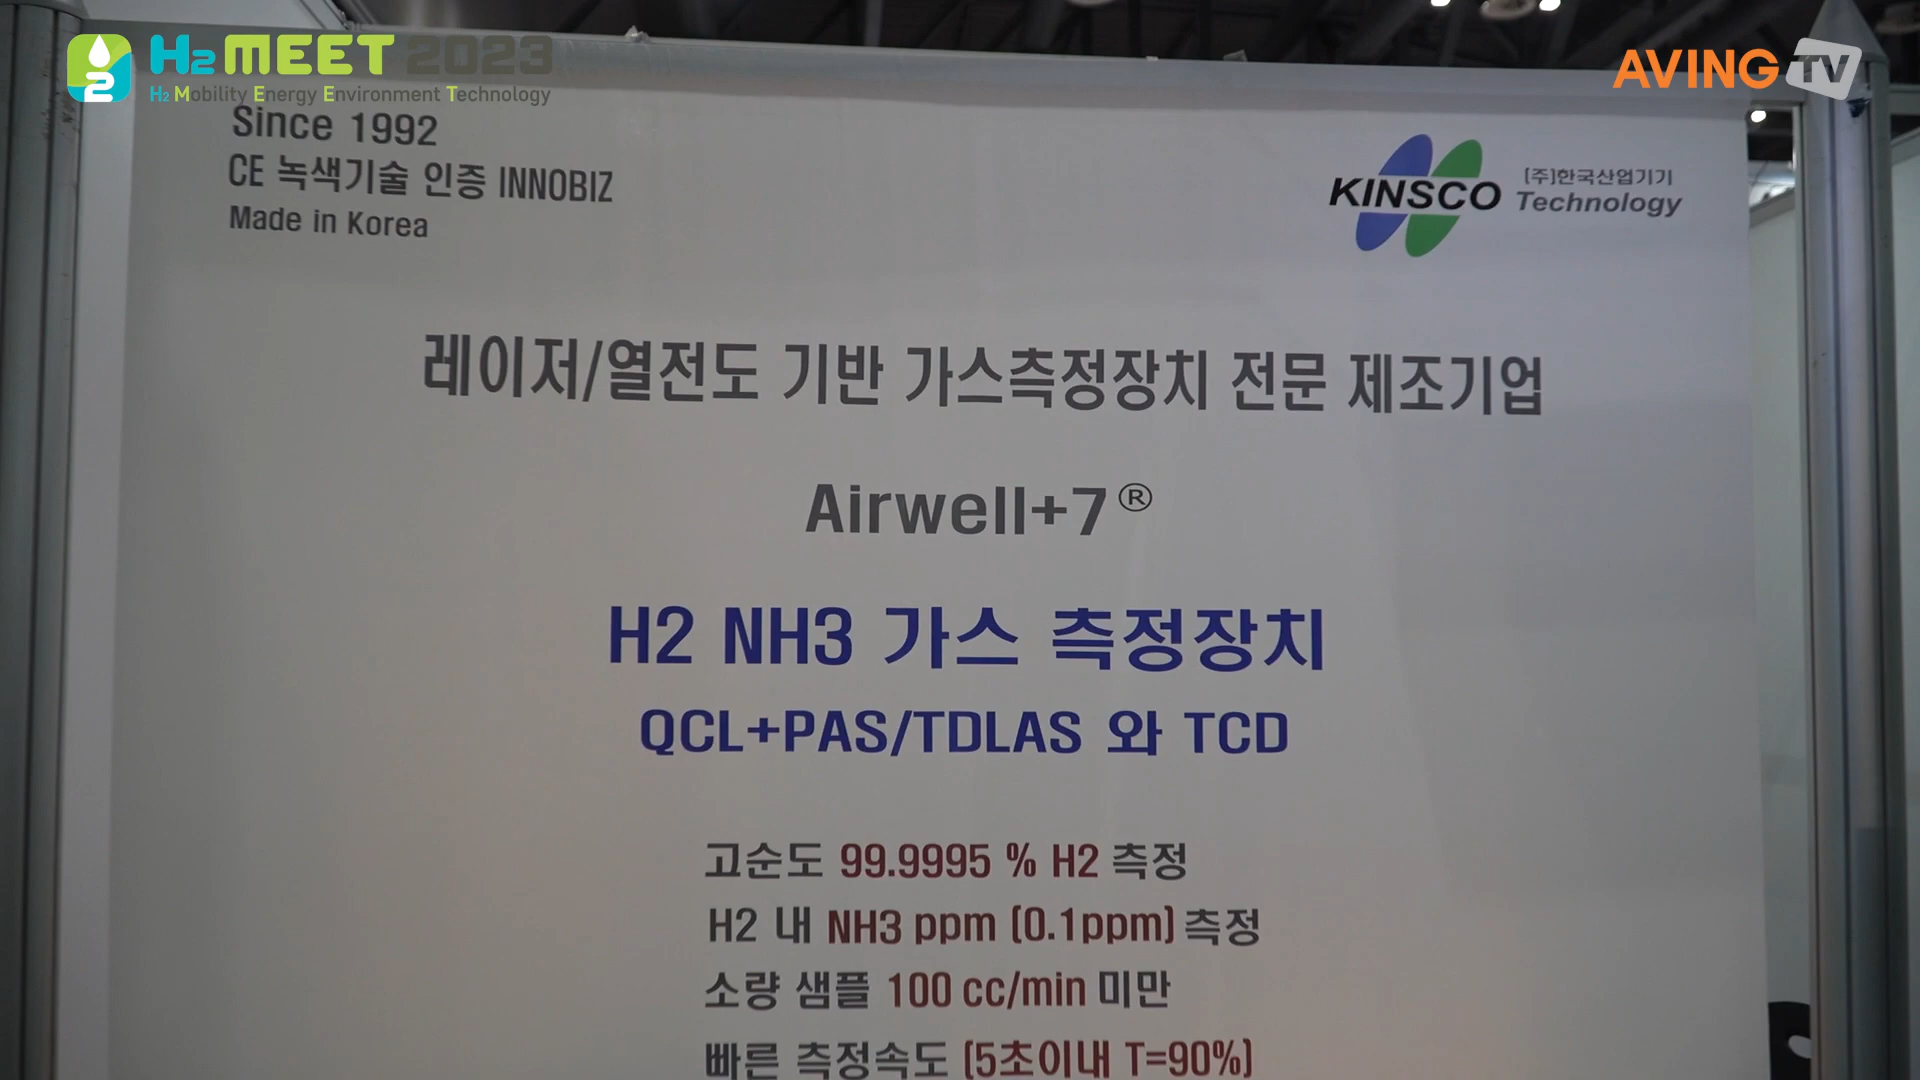 H2 MEET 2023
H2 Mobility Energy Environment Technology
AVING TV
Since 1992
CE 녹색기술 인증 INNOBIZ
Made in Korea
KINSCO
(주)한국산업기기
Technology
레이저/열전도 기반 가스측정장치 전문 제조기업
Airwell+7®
H2 NH3 가스 측정장치
QCL+PAS/TDLAS 와 TCD
고순도 99.9995 % H2 측정
H2 내 NH3 ppm (0.1ppm) 측정
소량 샘플 100 cc/min 미만
빠른 측정속도 (5초이내 T=90%)